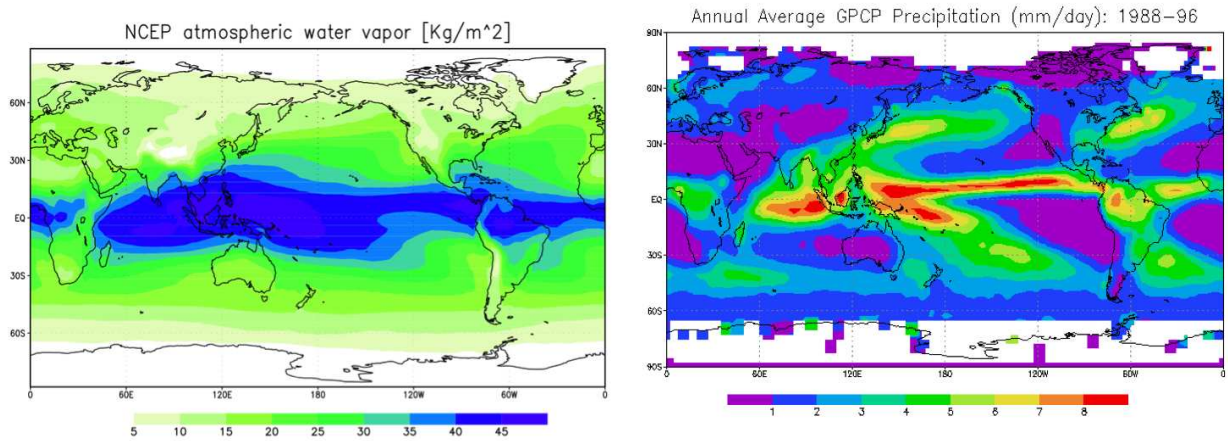 NCEP atmospheric water vapor [Kg/m^2]
60N
30N
EQ
30S
60S
0
60E
120E
180
120W
60W
0
5 10 15 20 25 30 35 40 45
Annual Average GPCP Precipitation (mm/day): 1988-96
90N
60N
30N
EQ
30S
60S
90S
0
60E
120E
180
120W
60W
0
1 2 3 4 5 6 7 8